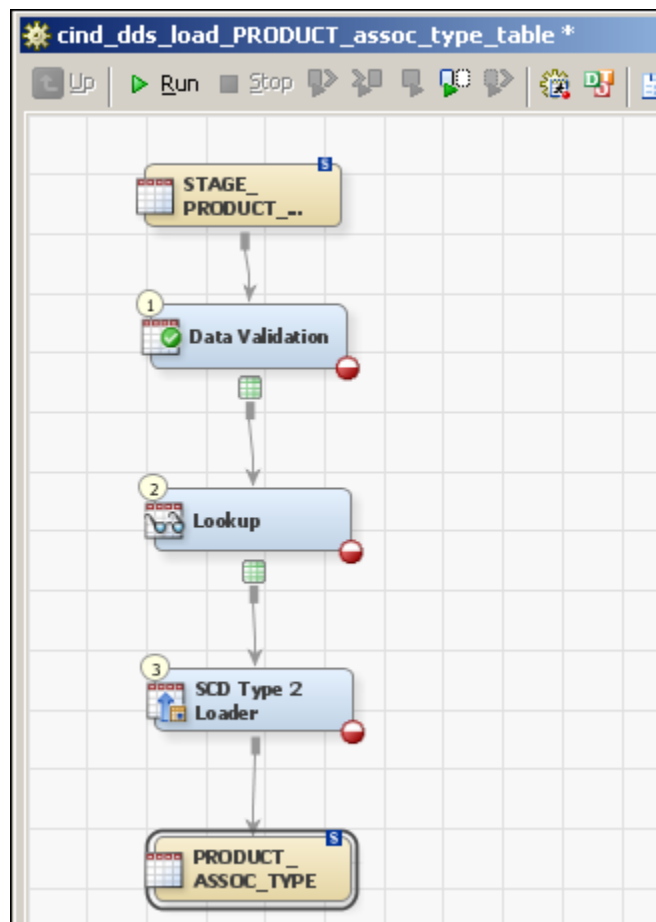 cind_dds_load_PRODUCT_assoc_type_table *
Up Run Stop
S
STAGE_
PRODUCT_...
1
Data Validation
2
Lookup
3
SCD Type 2
Loader
S
PRODUCT_
ASSOC_TYPE